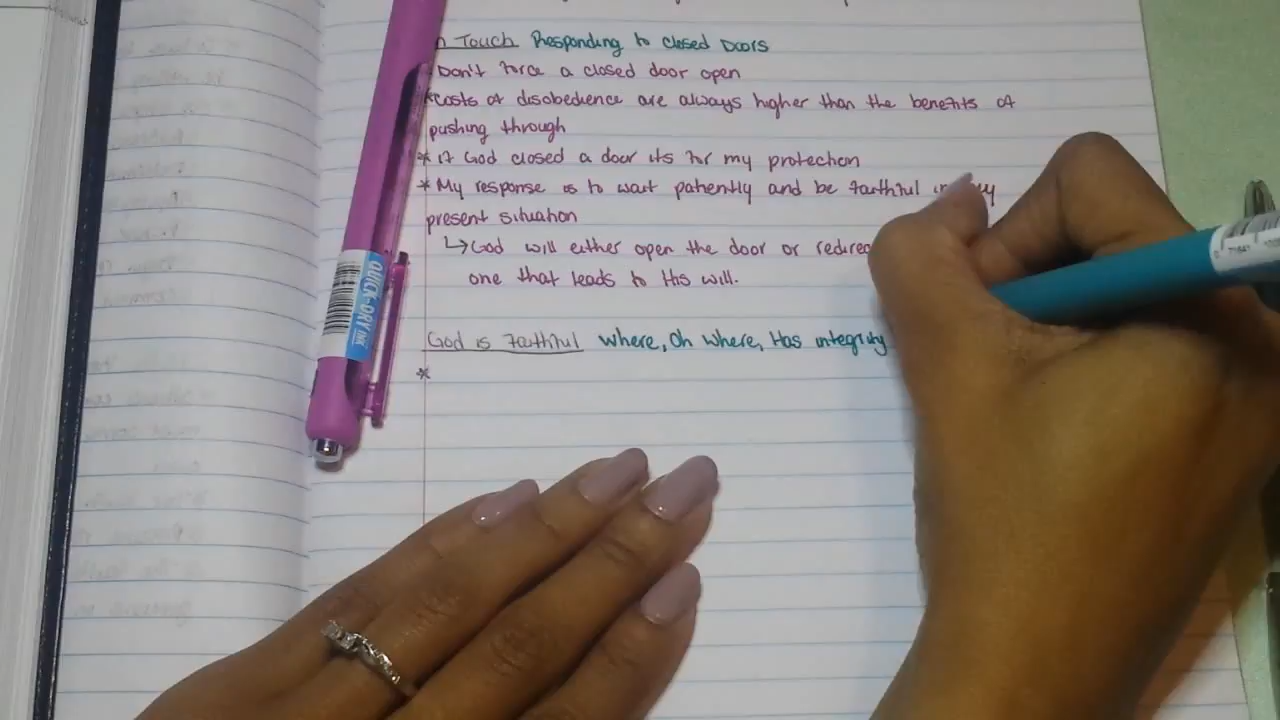 n Touch Responding to closed Doors
Don't force a closed door open
*Costs of disobedience are always higher than the benefits of
pushing through
* if God closed a door its for my protection
* My response is to wait patiently and be faithful in my
present situation
↳God will either open the door or redirec
one that leads to His will.
God is Faithful Where, Oh Where, Has integrity
*
QUICK-DRY INK